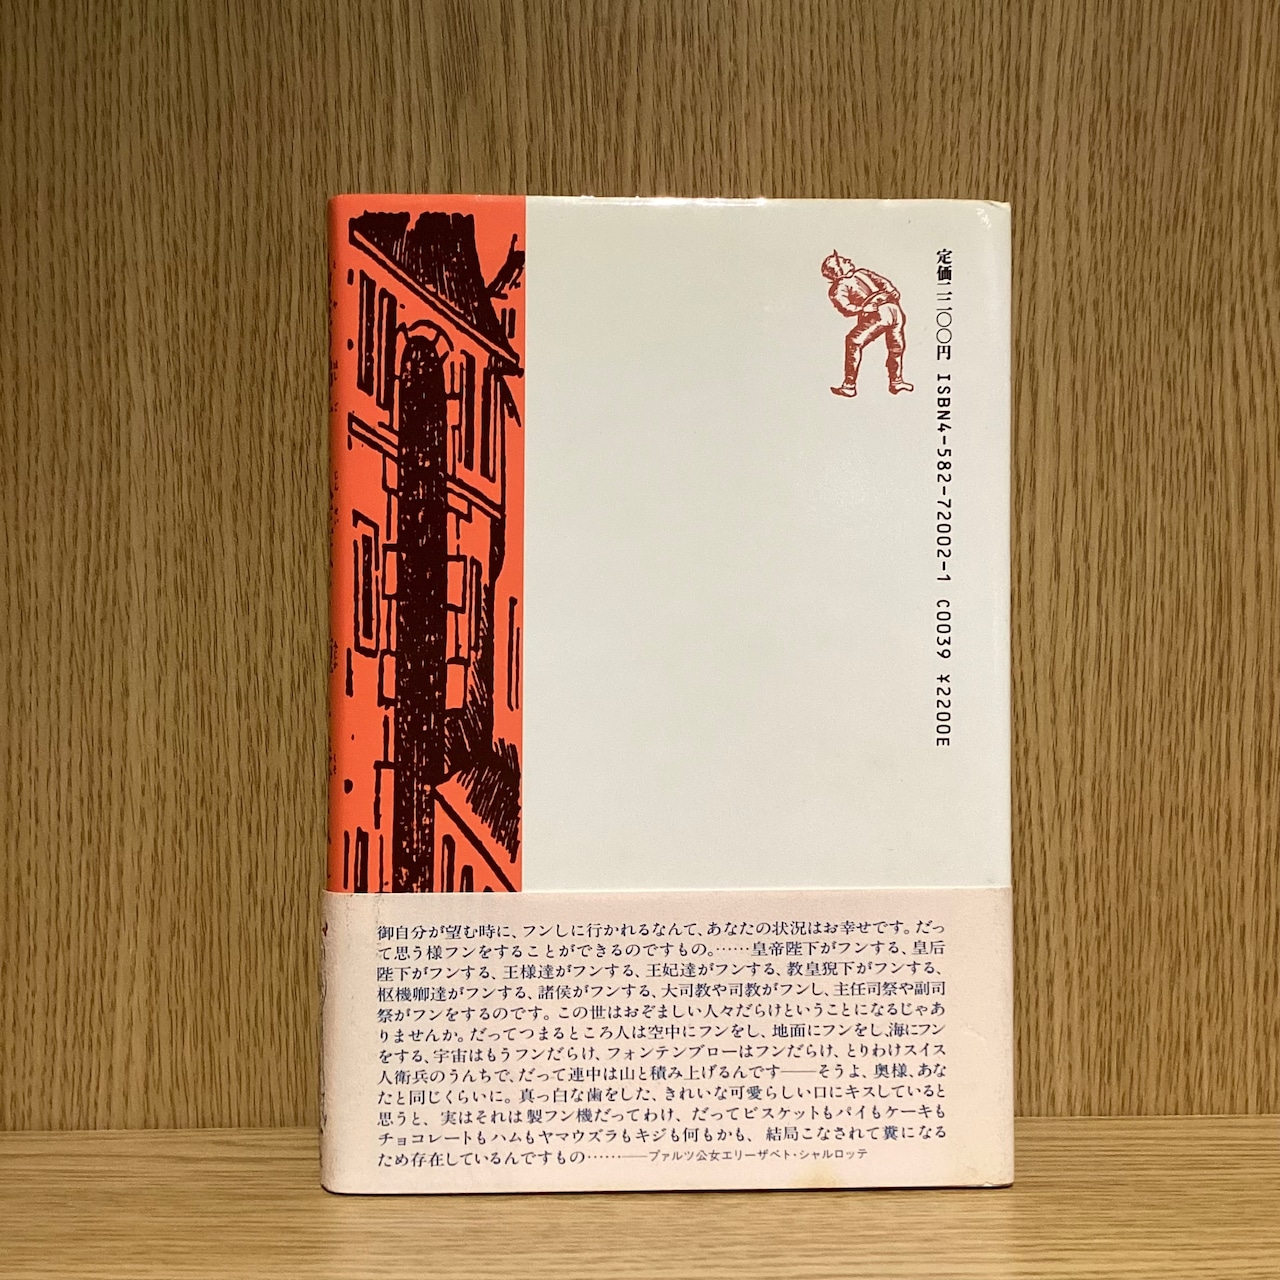 定価二二〇〇円 ISBN4-582-72002-1 C0039 ¥2200E
御自分が望む時に、フンしに行かれるなんて、あなたの状況はお幸せです。だっ
て思う様フンをすることができるのですもの。……皇帝陛下がフンする、皇后
陛下がフンする、王様達がフンする、王妃達がフンする、教皇猊下がフンする、
枢機卿達がフンする、諸侯がフンする、大司教や司教がフンし、主任司祭や副司
祭がフンをするのです。この世はおぞましい人々だらけということになるじゃあ
りませんか。だってつまるところ人は空中にフンをし、地面にフンをし、海にフン
をする、宇宙はもうフンだらけ、フォンテンブローはフンだらけ、とりわけスイス
人衛兵のうんちで、だって連中は山と積み上げるんです——そうよ、奥様、あな
たと同じくらいに。真っ白な歯をした、きれいな可愛らしい口にキスしていると
思うと、実はそれは製フン機だってわけ、だってビスケットもパイもケーキも
チョコレートもハムもヤマウズラもキジも何もかも、結局こなされて糞になる
ため存在しているんですもの……——プァルツ公女エリーザベト・シャルロッテ